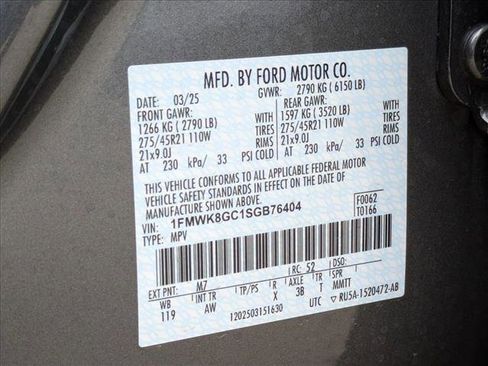 MFD. BY FORD MOTOR CO.
DATE: 03/25 GVWR: 2790 KG ( 6150 LB)
FRONT GAWR: REAR GAWR:
1266 KG ( 2790 LB) WITH 1597 KG ( 3520 LB) WITH
275/45R21 110W TIRES 275/45R21 110W TIRES
21x9.0J RIMS 21x9.0J RIMS
AT 230 kPa/ 33 PSI COLD AT 230 kPa/ 33 PSI COLD
THIS VEHICLE CONFORMS TO ALL APPLICABLE FEDERAL MOTOR
VEHICLE SAFETY STANDARDS IN EFFECT ON THE DATE OF
MANUFACTURE SHOWN ABOVE.
VIN: 1FMWK8GC1SGB76404 F0062
TYPE: MPV T0166
EXT PNT: M7 RC: 52 DSO:
WB INT TR TP/PS R AXLE TR SPR
119 AW X 3B T MMTT
1202503151630 UTC ▽ RU5A-1520472-AB